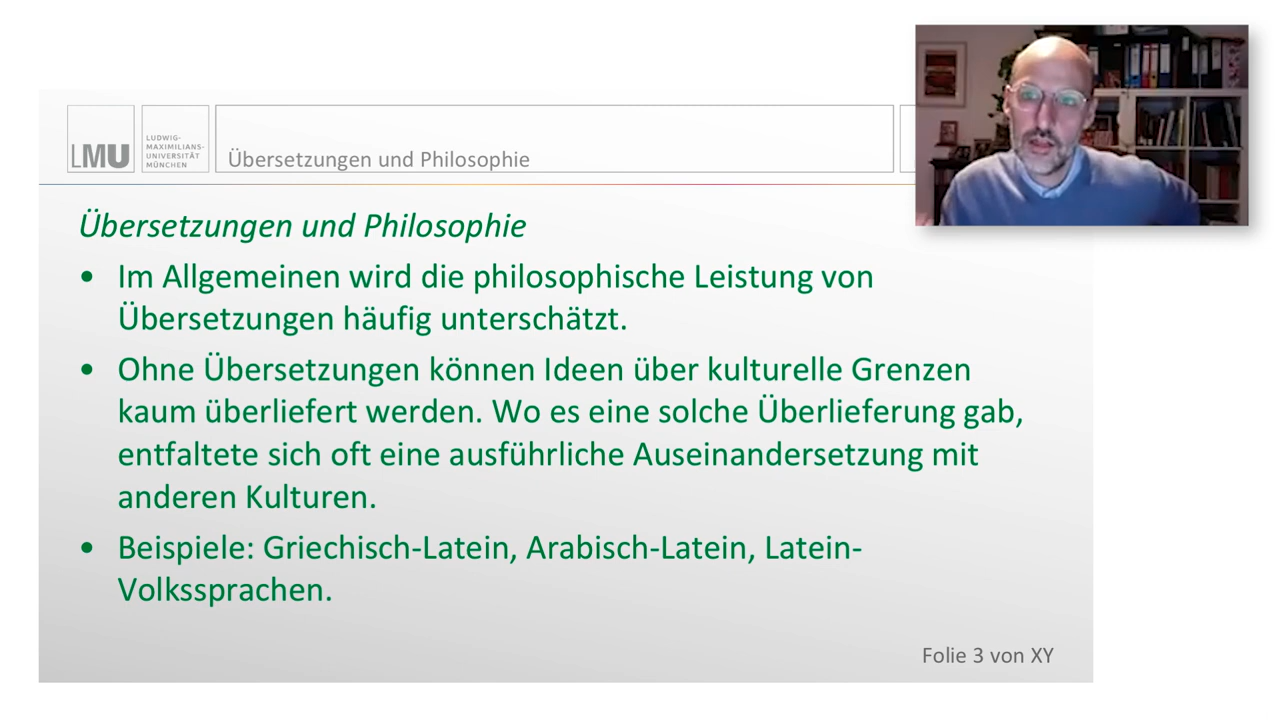 LMU
LUDWIG-
MAXIMILIANS-
UNIVERSITÄT
MÜNCHEN
Übersetzungen und Philosophie
Übersetzungen und Philosophie
• Im Allgemeinen wird die philosophische Leistung von
Übersetzungen häufig unterschätzt.
• Ohne Übersetzungen können Ideen über kulturelle Grenzen
kaum überliefert werden. Wo es eine solche Überlieferung gab,
entfaltete sich oft eine ausführliche Auseinandersetzung mit
anderen Kulturen.
• Beispiele: Griechisch-Latein, Arabisch-Latein, Latein-
Volkssprachen.
Folie 3 von XY